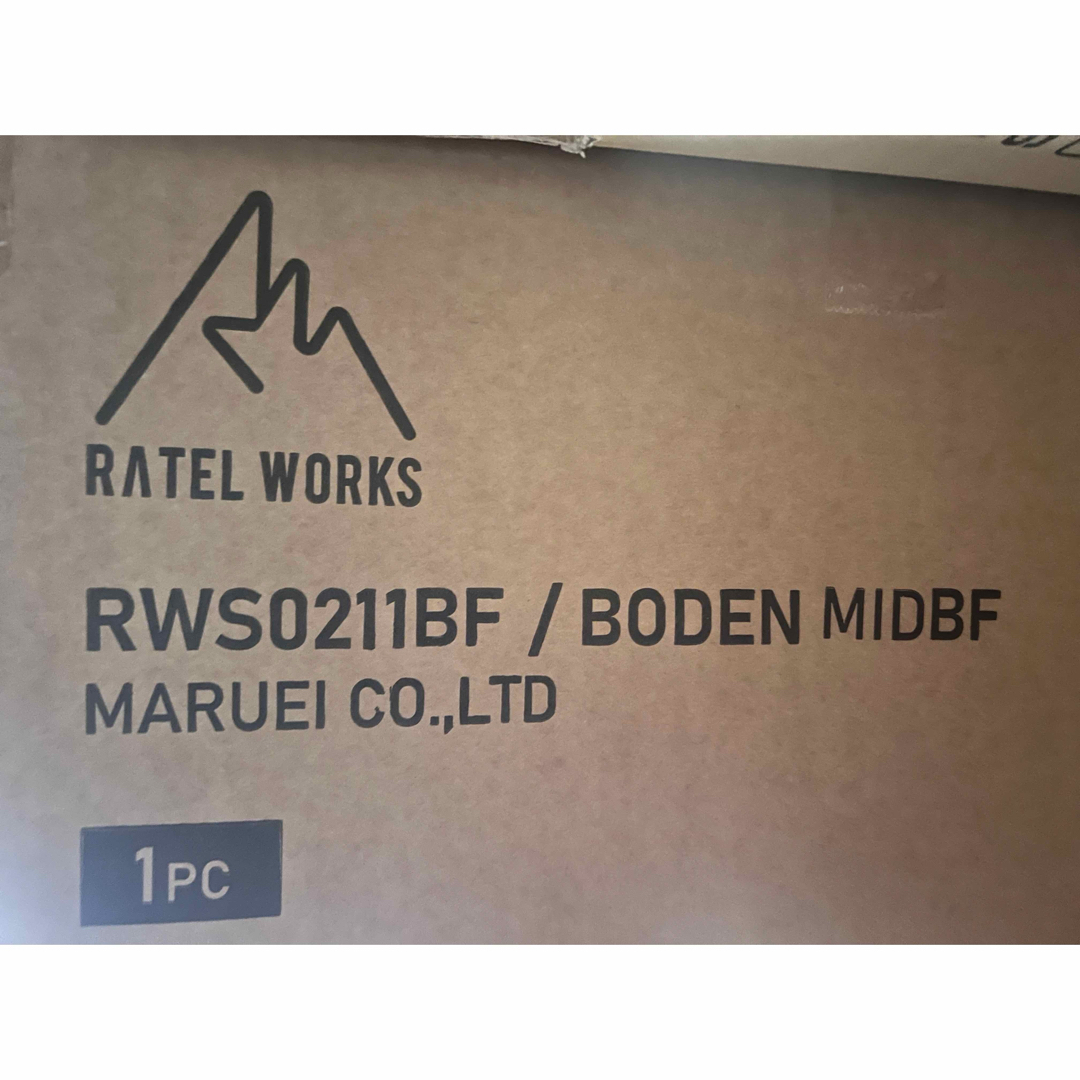 RATEL WORKS
RWS0211BF / BODEN MIDBF
MARUEI CO.,LTD
1PC